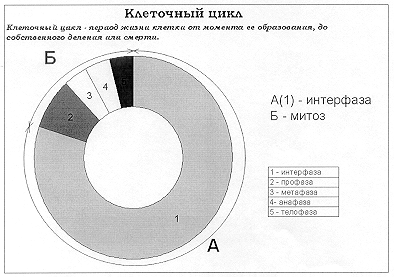 Клеточный цикл
Клеточный цикл - период жизни клетки от момента ее образования, до
собственного деления или смерти.
Б
3
4
2
А(1) - интерфаза
Б - митоз
1 - интерфаза
2 - профаза
3 - метафаза
4- анафаза
5 - телофаза
1
А